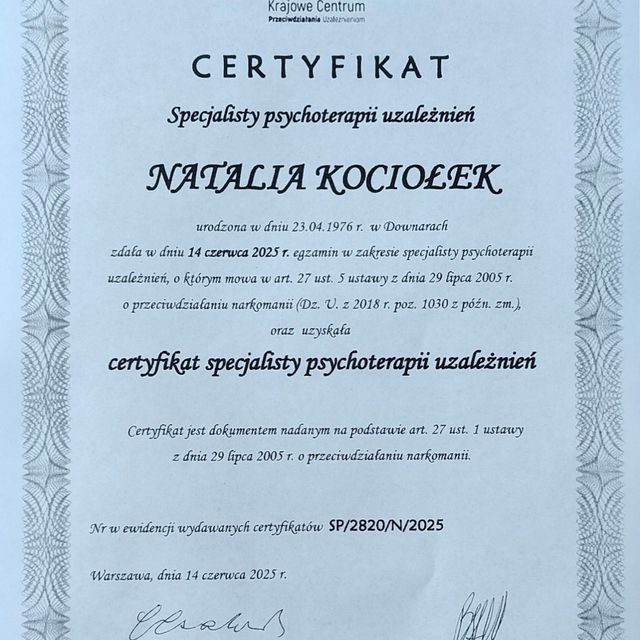 Krajowe Centrum
Przeciwdziałania Uzależnieniom
CERTYFIKAT
Specjalisty psychoterapii uzależnień
NATALIA KOCIOŁEK
urodzona w dniu 23.04.1976 r. w Downarach
zdała w dniu 14 czerwca 2025 r. egzamin w zakresie specjalisty psychoterapii
uzależnień, o którym mowa w art. 27 ust. 5 ustawy z dnia 29 lipca 2005 r.
o przeciwdziałaniu narkomanii (Dz. U. z 2018 r. poz. 1030 z późn. zm.),
oraz uzyskała
certyfikat specjalisty psychoterapii uzależnień
Certyfikat jest dokumentem nadanym na podstawie art. 27 ust. 1 ustawy
z dnia 29 lipca 2005 r. o przeciwdziałaniu narkomanii.
Nr w ewidencji wydawanych certyfikatów SP/2820/N/2025
Warszawa, dnia 14 czerwca 2025 r.